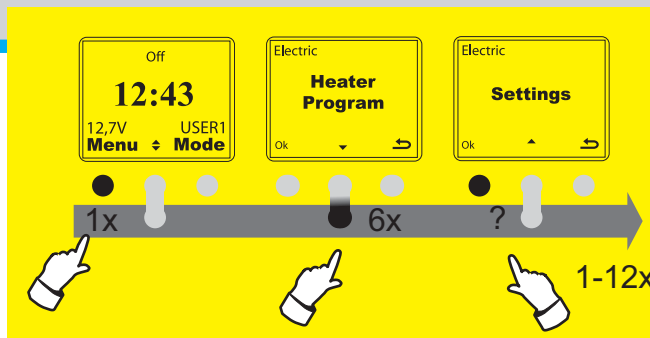 Off
12:43
12,7V USER1
Menu Mode
Electric
Heater
Program
Ok
Electric
Settings
Ok
1x
6x
?
1-12x